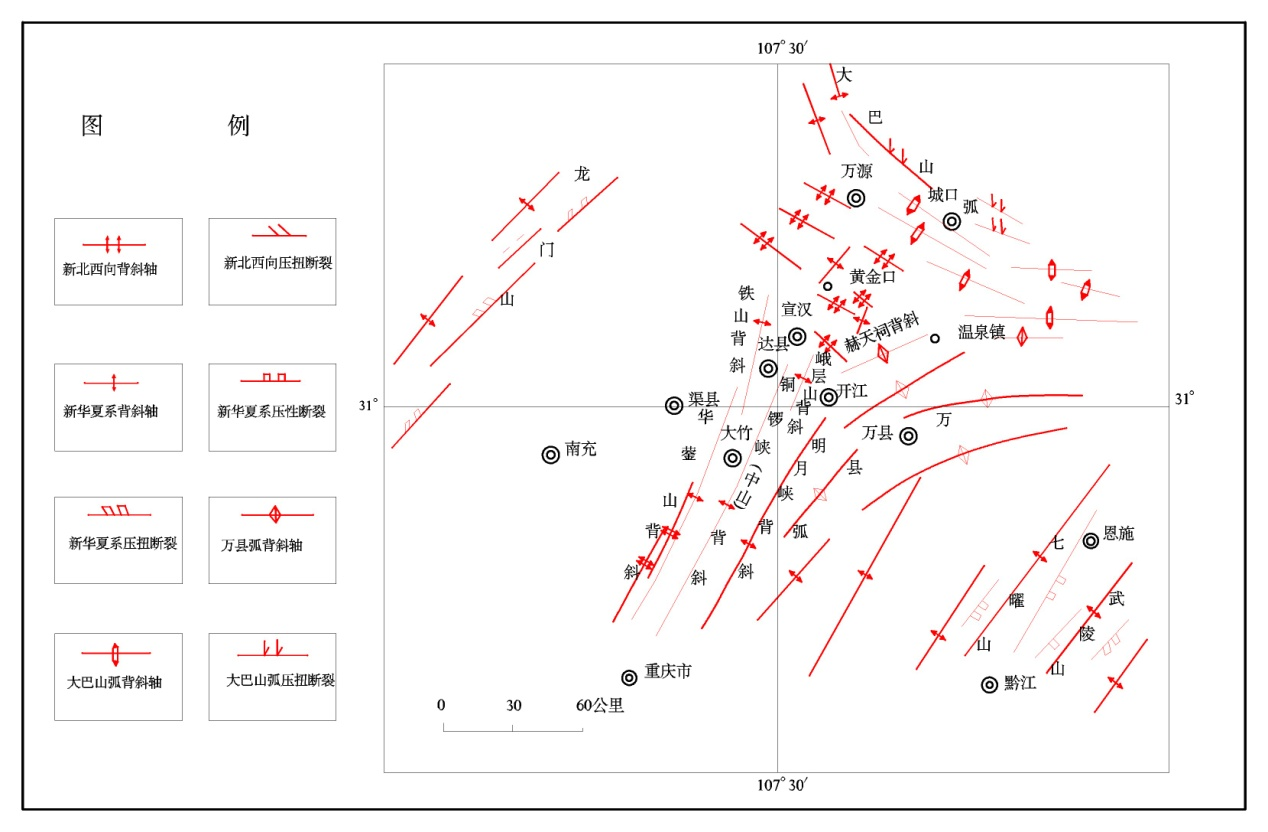 107° 30′
图 例
新北西向背斜轴
新北西向压扭断裂
新华夏系背斜轴
新华夏系压性断裂
新华夏系压扭断裂
万县弧背斜轴
大巴山弧背斜轴
大巴山弧压扭断裂
大巴山弧
龙门山
万源
城口
黄金口
宣汉
铁山背斜
达县
赫天祠背斜
温泉镇
峨层山背斜
开江
铜锣峡(中山)背斜
31°
31°
渠县
华蓥山背斜
大竹
南充
万县
万县弧
明月峡背斜
恩施
七曜山
武陵山
黔江
重庆市
0 30 60公里
107° 30′